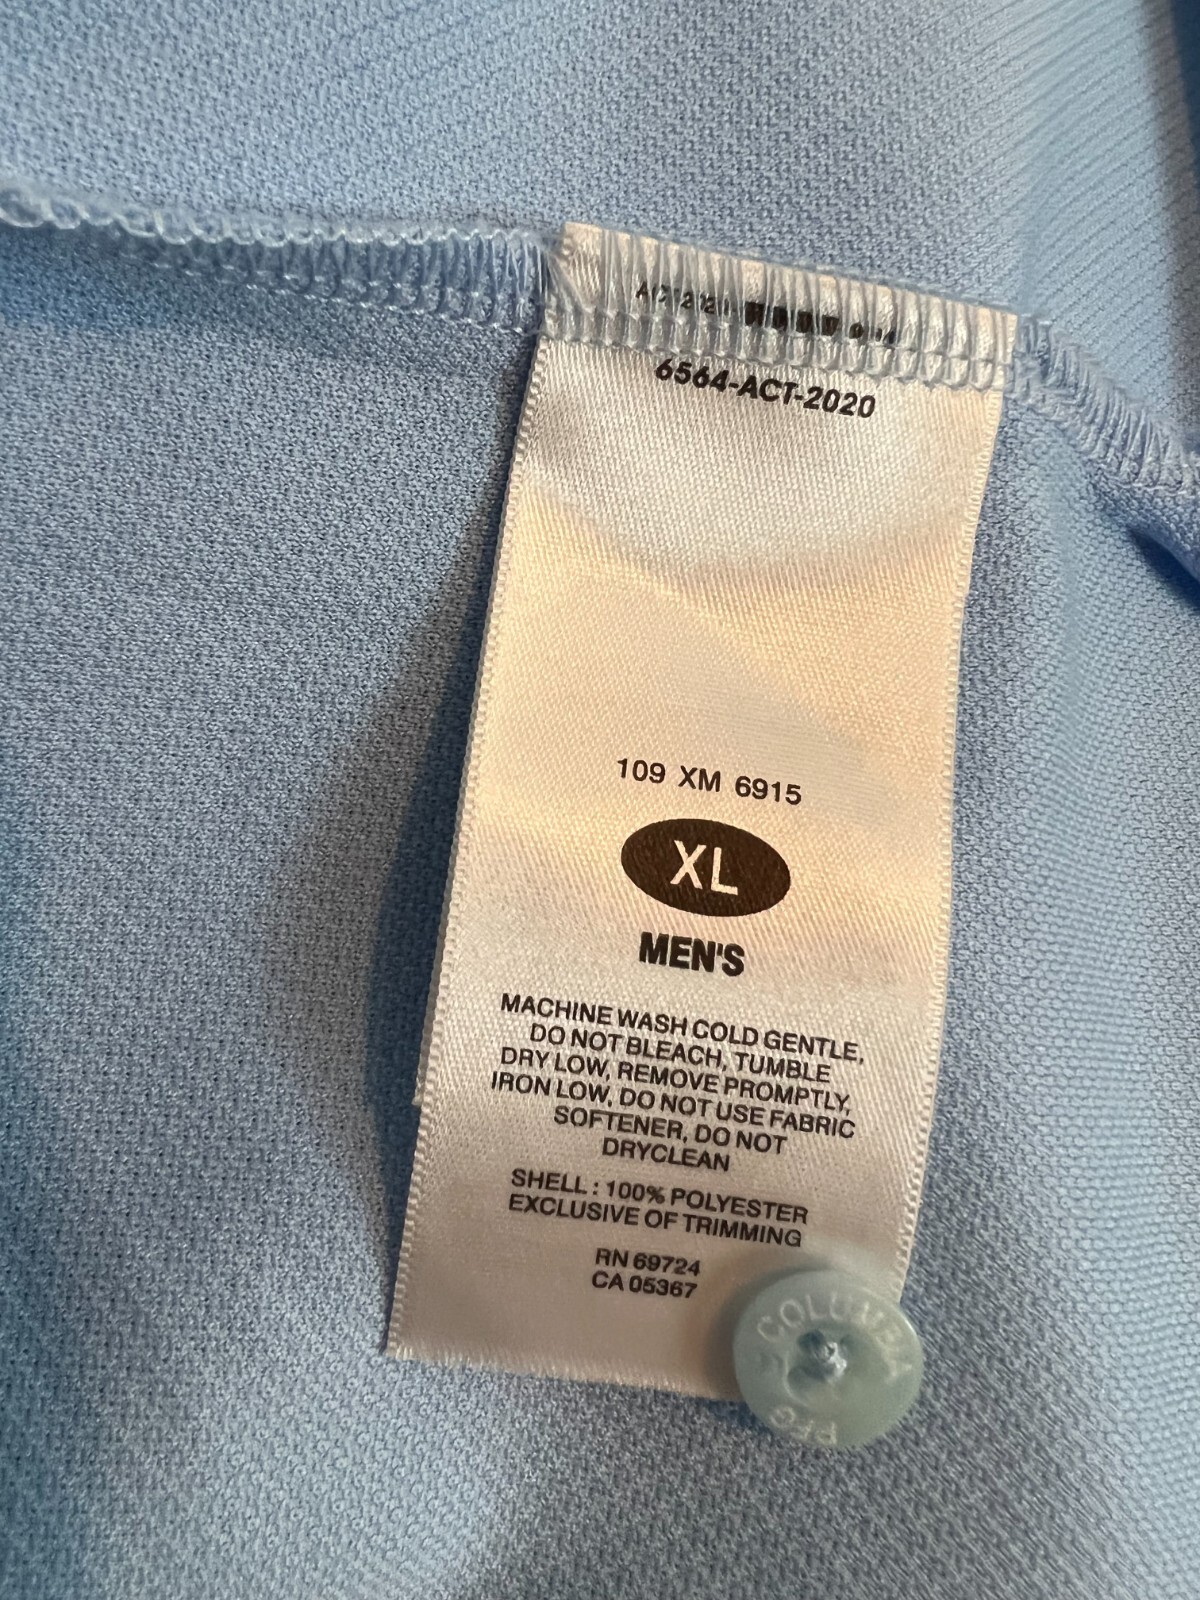 6564-ACT-2020
109 XM 6915
XL
MEN'S
MACHINE WASH COLD GENTLE,
DO NOT BLEACH, TUMBLE
DRY LOW, REMOVE PROMPTLY,
IRON LOW, DO NOT USE FABRIC
SOFTENER, DO NOT
DRYCLEAN
SHELL : 100% POLYESTER
EXCLUSIVE OF TRIMMING
RN 69724
CA 05367
COLUMBIA
PFG